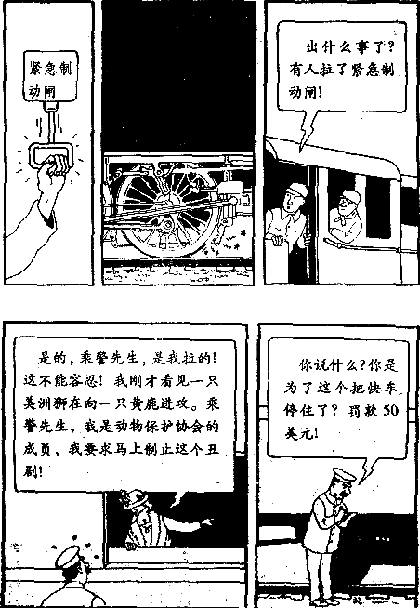 紧急制
动闸
出什么事了?
有人拉了紧急制
动闸!
是的, 乘警先生, 是我拉的!
这不能容忍! 我刚才看见一只
美洲狮在向一只黄鹿进攻。乘
警先生, 我是动物保护协会的
成员、我要求马上制止这个丑
剧!
你说什么?你是
为了这个把快车
停住了? 罚款 50
美元!